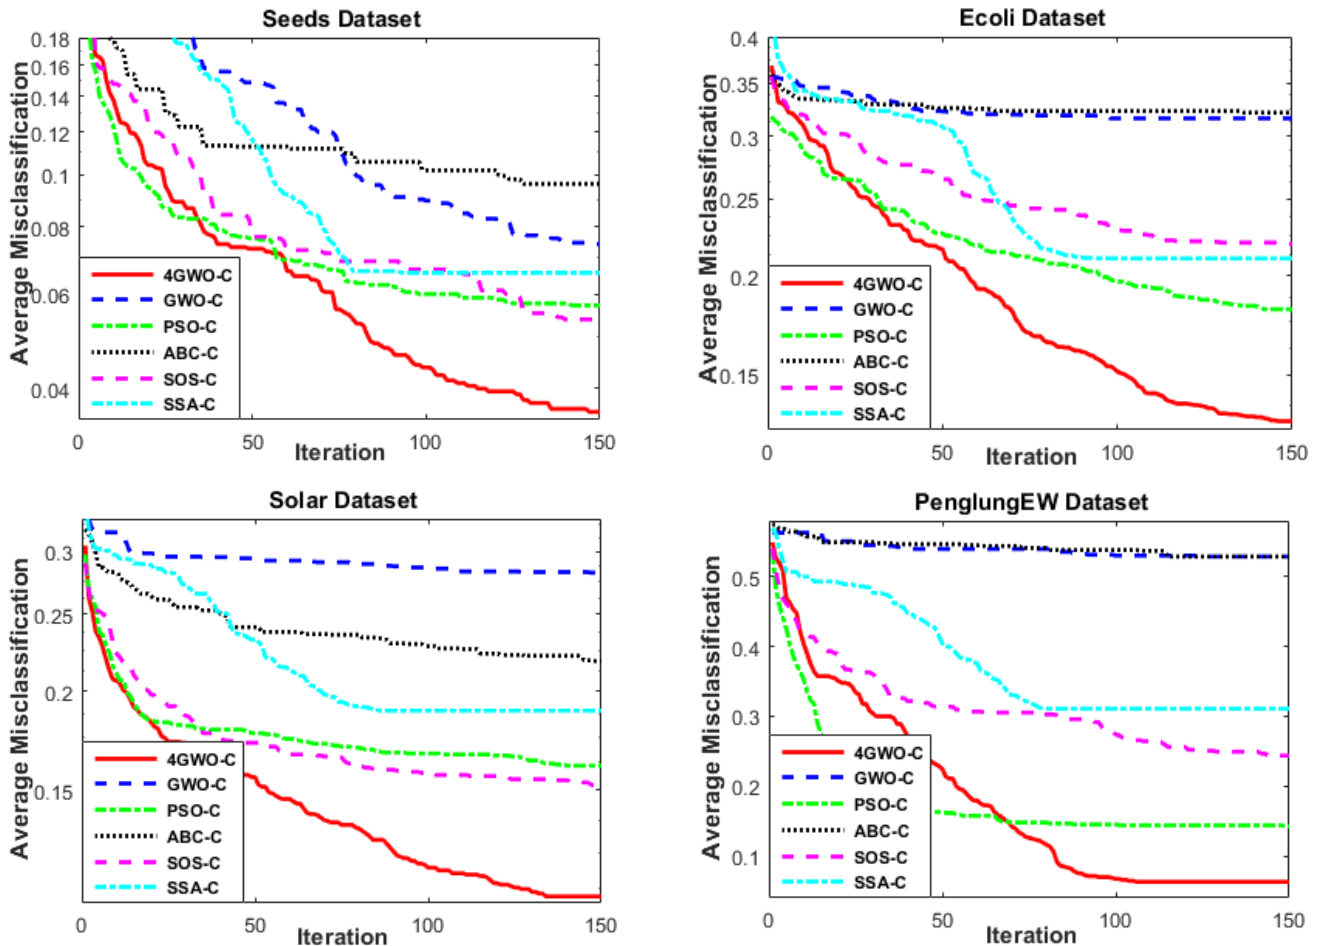 Seeds Dataset
Average Misclassification
0.18
0.16
0.14
0.12
0.1
0.08
0.06
0.04
4GWO-C
GWO-C
PSO-C
ABC-C
SOS-C
SSA-C
0
50
100
150
Iteration
Ecoli Dataset
Average Misclassification
0.4
0.35
0.3
0.25
0.2
0.15
4GWO-C
GWO-C
PSO-C
ABC-C
SOS-C
SSA-C
0
50
100
150
Iteration
Solar Dataset
Average Misclassification
0.3
0.25
0.2
0.15
4GWO-C
GWO-C
PSO-C
ABC-C
SOS-C
SSA-C
0
50
100
150
Iteration
PenglungEW Dataset
Average Misclassification
0.5
0.4
0.3
0.2
0.1
4GWO-C
GWO-C
PSO-C
ABC-C
SOS-C
SSA-C
0
50
100
150
Iteration